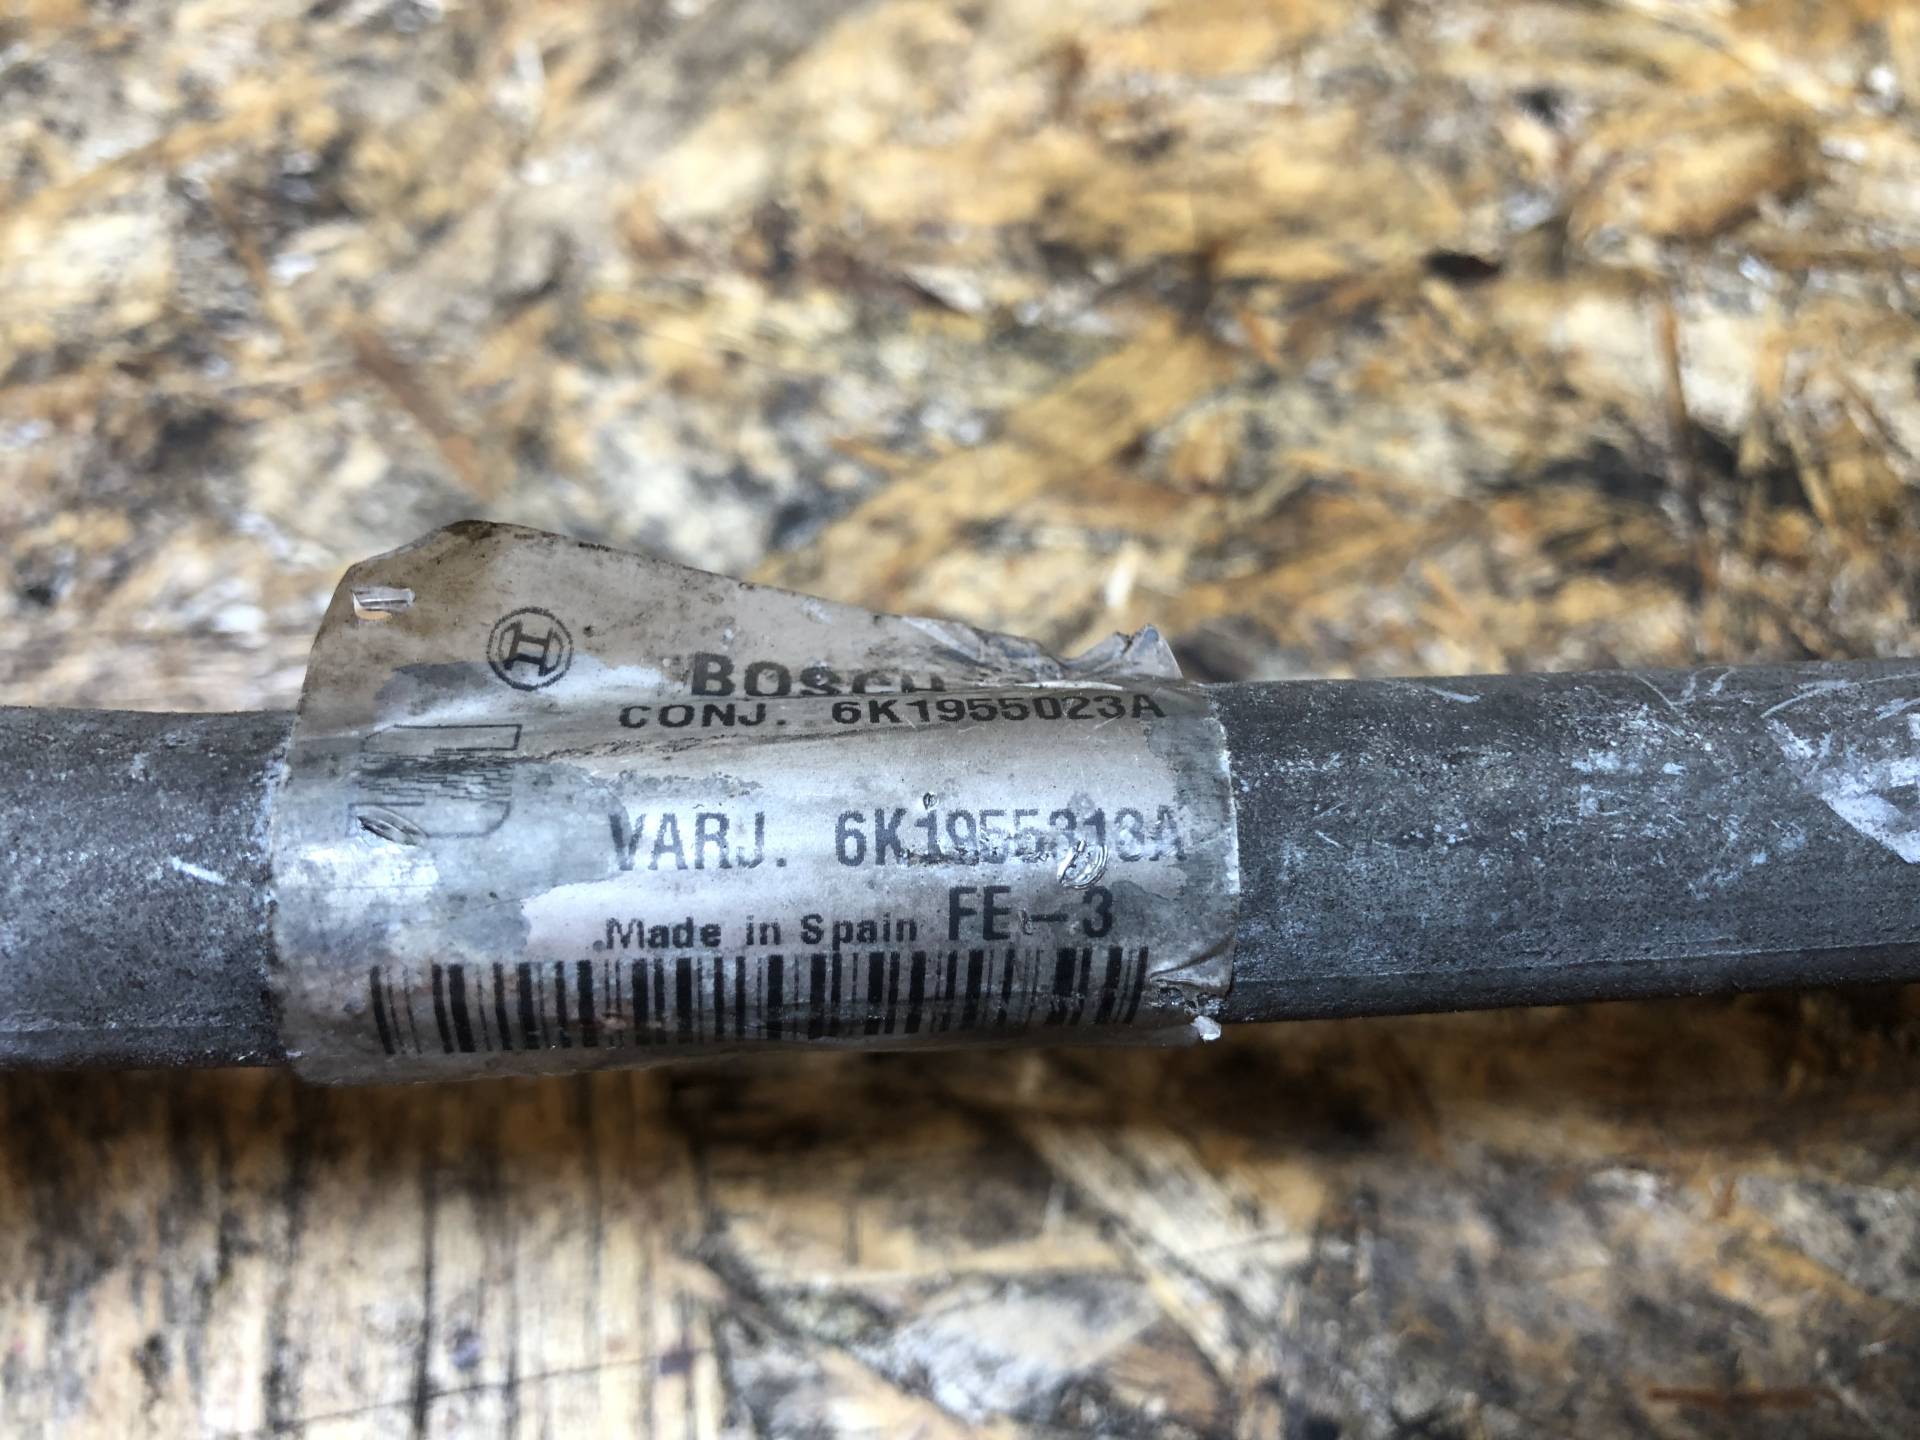 BOSCH
CONJ. 6K1955023A
VARJ. 6K1955313A
Made in Spain FE-3